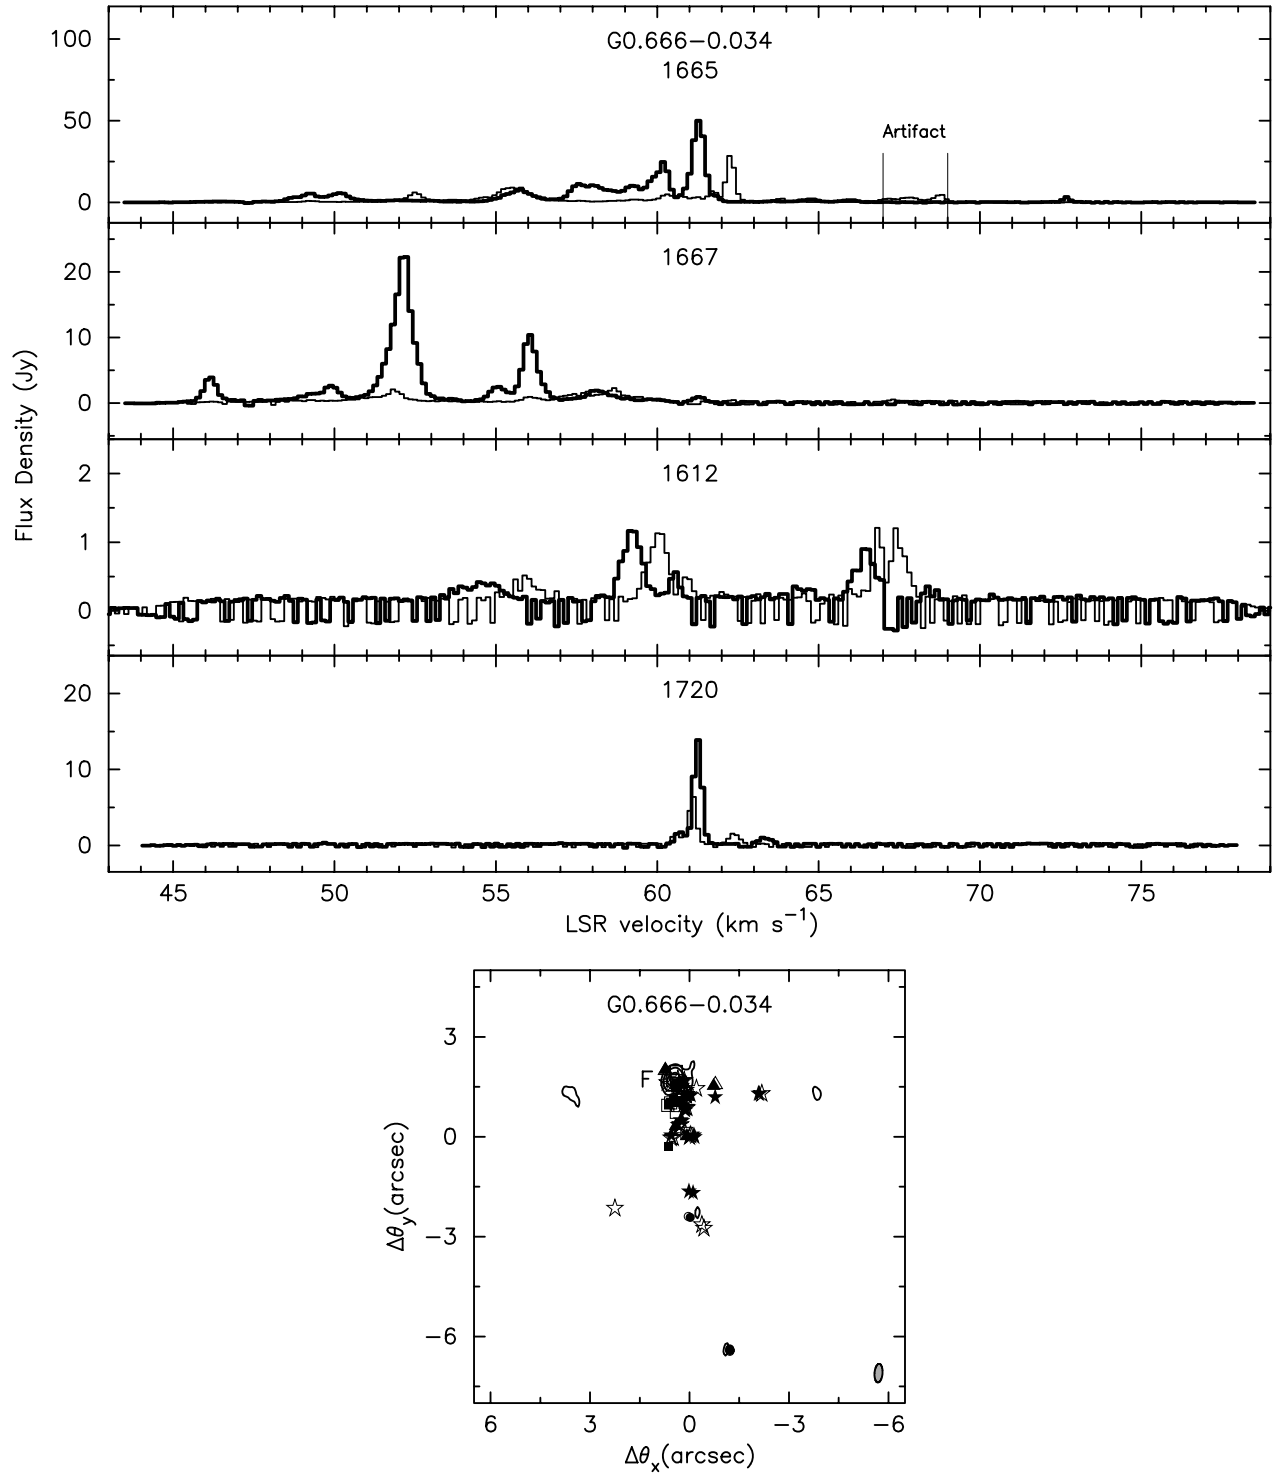 G0.666−0.034
1665
Artifact
100
50
0
1667
20
10
0
1612
2
1
0
1720
20
10
0
Flux Density (Jy)
45 50 55 60 65 70 75
LSR velocity (km s⁻¹)
G0.666−0.034
F
3
0
−3
−6
Δθy(arcsec)
6 3 0 −3 −6
Δθx(arcsec)